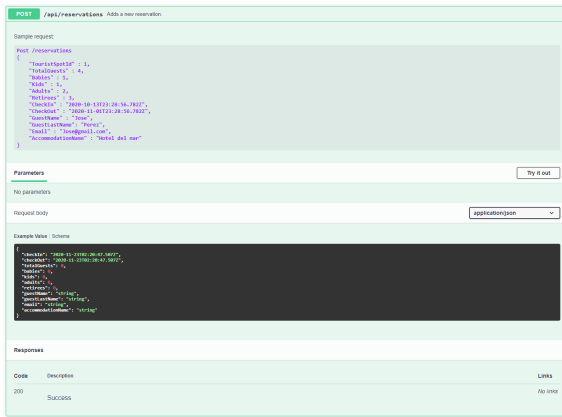 POST /api/reservations Adds a new reservation
Sample request:
Post /reservations
{
"TouristSpotId" : 1,
"TotalGuests" : 4,
"Babies" : 1,
"Kids" : 1,
"Adults" : 2,
"Retirees" : 3,
"CheckIn" : "2020-10-13T23:28:56.782Z",
"CheckOut" : "2020-11-01T23:28:56.782Z",
"GuestName" : "Jose",
"GuestLastName": "Perez",
"Email" : "Jose@gmail.com",
"AccommodationName" : "Hotel del mar"
}
Parameters Try it out
No parameters
Request body application/json
Example Value | Schema
{
"checkIn": "2020-11-23T02:20:47.507Z",
"checkOut": "2020-11-23T02:20:47.507Z",
"totalGuests": 0,
"babies": 0,
"kids": 0,
"adults": 0,
"retirees": 0,
"guestName": "string",
"guestLastName": "string",
"email": "string",
"accommodationName": "string"
}
Responses
Code Description Links
200 Success No links